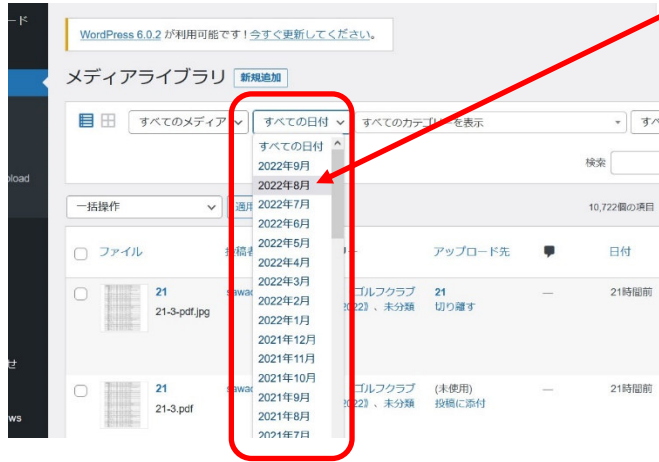 ード
WordPress 6.0.2 が利用可能です ! 今すぐ更新してください。
メディアライブラリ 新規追加
すべてのメディア すべての日付 すべてのカテゴリーを表示 すべ
すべての日付
2022年9月 検索
pload 2022年8月
一括操作 適用 2022年7月 10,722個の項目
2022年6月
ファイル 2022年5月 アップロード先 日付
2022年4月
2022年3月
21 2022年2月 ゴルフクラブ 21 — 21時間前
21-3-pdf.jpg 2022年1月 2022》、未分類 切り離す
2021年12月
2021年11月
せ 2021年10月
21 2021年9月 ゴルフクラブ (未使用) — 21時間前
ws 21-3.pdf 2021年8月 2022》、未分類 投稿に添付
2021年7月